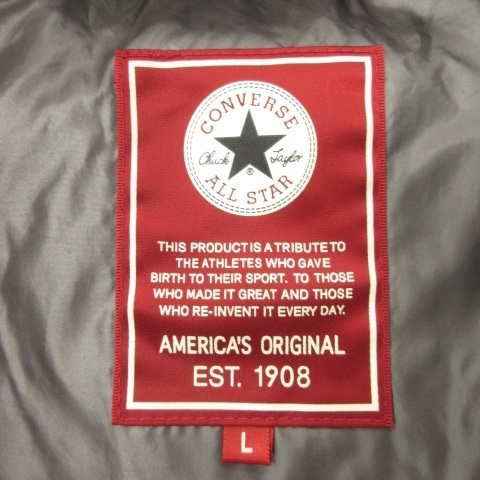 CONVERSE
Chuck Taylor
®
ALL STAR
THIS PRODUCT IS A TRIBUTE TO
THE ATHLETES WHO GAVE
BIRTH TO THEIR SPORT. TO THOSE
WHO MADE IT GREAT AND THOSE
WHO RE-INVENT IT EVERY DAY.
AMERICA'S ORIGINAL
EST. 1908
L